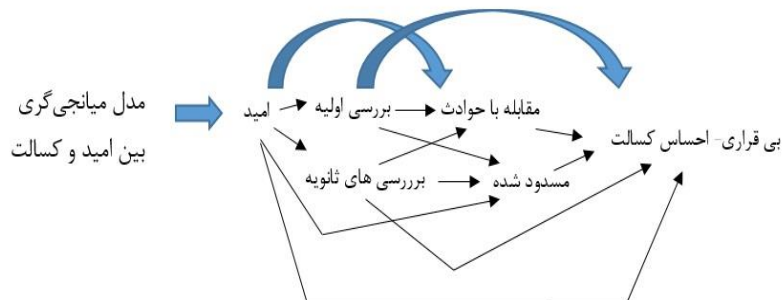 مدل میانجی‌گری
بین امید و کسالت
امید
بررسی اولیه
مقابله با حوادث
برررسی های ثانویه
مسدود شده
بی قراری- احساس کسالت